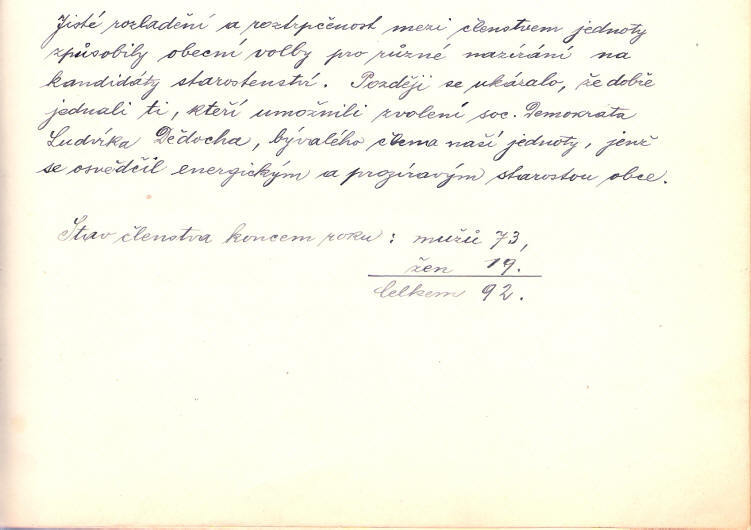 Jisté rozladění a roztrpčenost mezi členstvem jednoty
způsobily obecní volby pro různé nazírání na
kandidáty starostenství. Později se ukázalo, že dobře
jednali ti, kteří umožnili zvolení soc. Demokrata
Ludvíka Dědocha, bývalého člena naší jednoty, jenž
se osvědčil energickým a prozíravým starostou obce.
Stav členstva koncem roku : mužů 73,
žen 19.
Celkem 92.